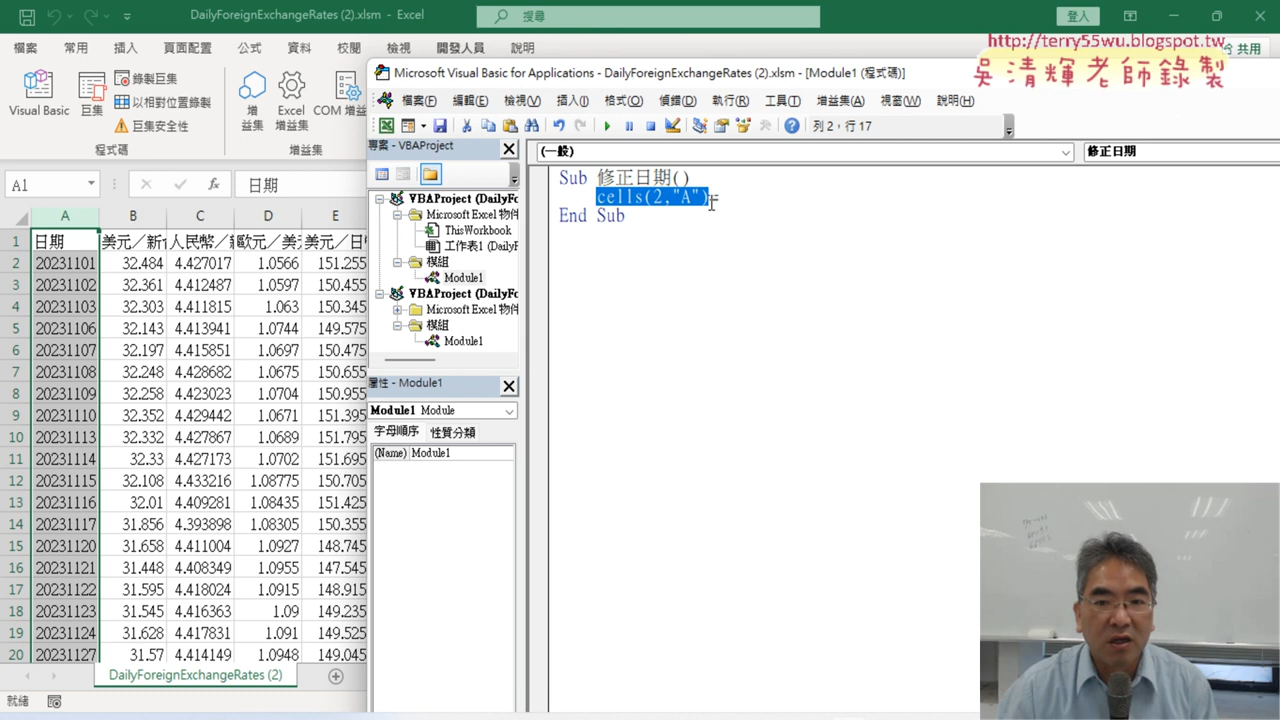 DailyForeignExchangeRates (2).xlsm - Excel
搜尋
登入
檔案 常用 插入 頁面配置 公式 資料 校閱 檢視 開發人員 說明
共用
http://terry55wu.blogspot.tw
吳清輝老師錄製
Visual Basic
巨集
錄製巨集
以相對位置錄製
巨集安全性
程式碼
增益集
Excel 增益集
COM 增益
增益集
A1
fx
日期
A B C D E
1 日期 美元／新 人民幣／ 歐元／美 美元／日
2 20231101 32.484 4.427017 1.0566 151.255
3 20231102 32.361 4.412487 1.0597 150.455
4 20231103 32.303 4.411815 1.063 150.345
5 20231106 32.143 4.413941 1.0744 149.575
6 20231107 32.197 4.415851 1.0697 150.475
7 20231108 32.248 4.428682 1.0675 150.655
8 20231109 32.258 4.423023 1.0704 150.955
9 20231110 32.352 4.429442 1.0671 151.395
10 20231113 32.332 4.427867 1.0689 151.795
11 20231114 32.33 4.427173 1.0702 151.695
12 20231115 32.108 4.433216 1.08775 150.705
13 20231116 32.01 4.409281 1.08435 151.425
14 20231117 31.856 4.393898 1.08305 150.355
15 20231120 31.658 4.411004 1.0927 148.745
16 20231121 31.448 4.408349 1.0955 147.545
17 20231122 31.595 4.418024 1.0915 148.915
18 20231123 31.545 4.416363 1.09 149.235
19 20231124 31.628 4.417831 1.091 149.525
20 20231127 31.57 4.414149 1.0948 149.045
DailyForeignExchangeRates (2)
就緒
Microsoft Visual Basic for Applications - DailyForeignExchangeRates (2).xlsm - [Module1 (程式碼)]
檔案(F) 編輯(E) 檢視(V) 插入(I) 格式(O) 偵錯(D) 執行(R) 工具(T) 增益集(A) 視窗(W) 說明(H)
列 2，行 17
專案 - VBAProject
VBAProject (DailyFo
Microsoft Excel 物件
ThisWorkbook
工作表1 (DailyF
模組
Module1
VBAProject (DailyFo
Microsoft Excel 物件
模組
Module1
屬性 - Module1
Module1 Module
字母順序 性質分類
(Name) Module1
(一般)
修正日期
Sub 修正日期()
cells(2,"A")
End Sub